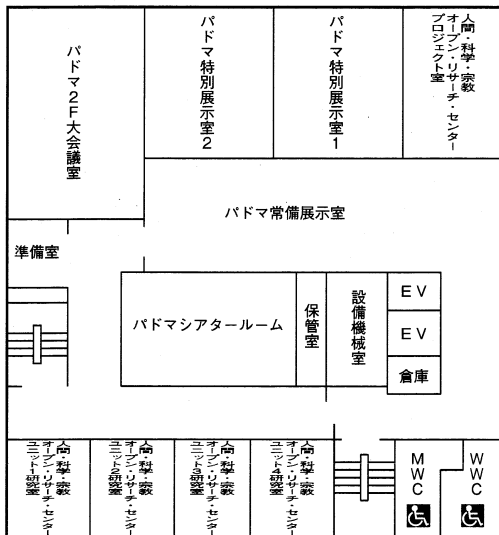 パドマ2F大会議室
パドマ特別展示室2
パドマ特別展示室1
人間・科学・宗教
オープン・リサーチ・センター
プロジェクト室
パドマ常備展示室
準備室
パドマシアタールーム
保管室
設備機械室
EV
EV
倉庫
人間・科学・宗教
オープン・リサーチ・センター
ユニット1研究室
人間・科学・宗教
オープン・リサーチ・センター
ユニット2研究室
人間・科学・宗教
オープン・リサーチ・センター
ユニット3研究室
人間・科学・宗教
オープン・リサーチ・センター
ユニット4研究室
MWC
WWC